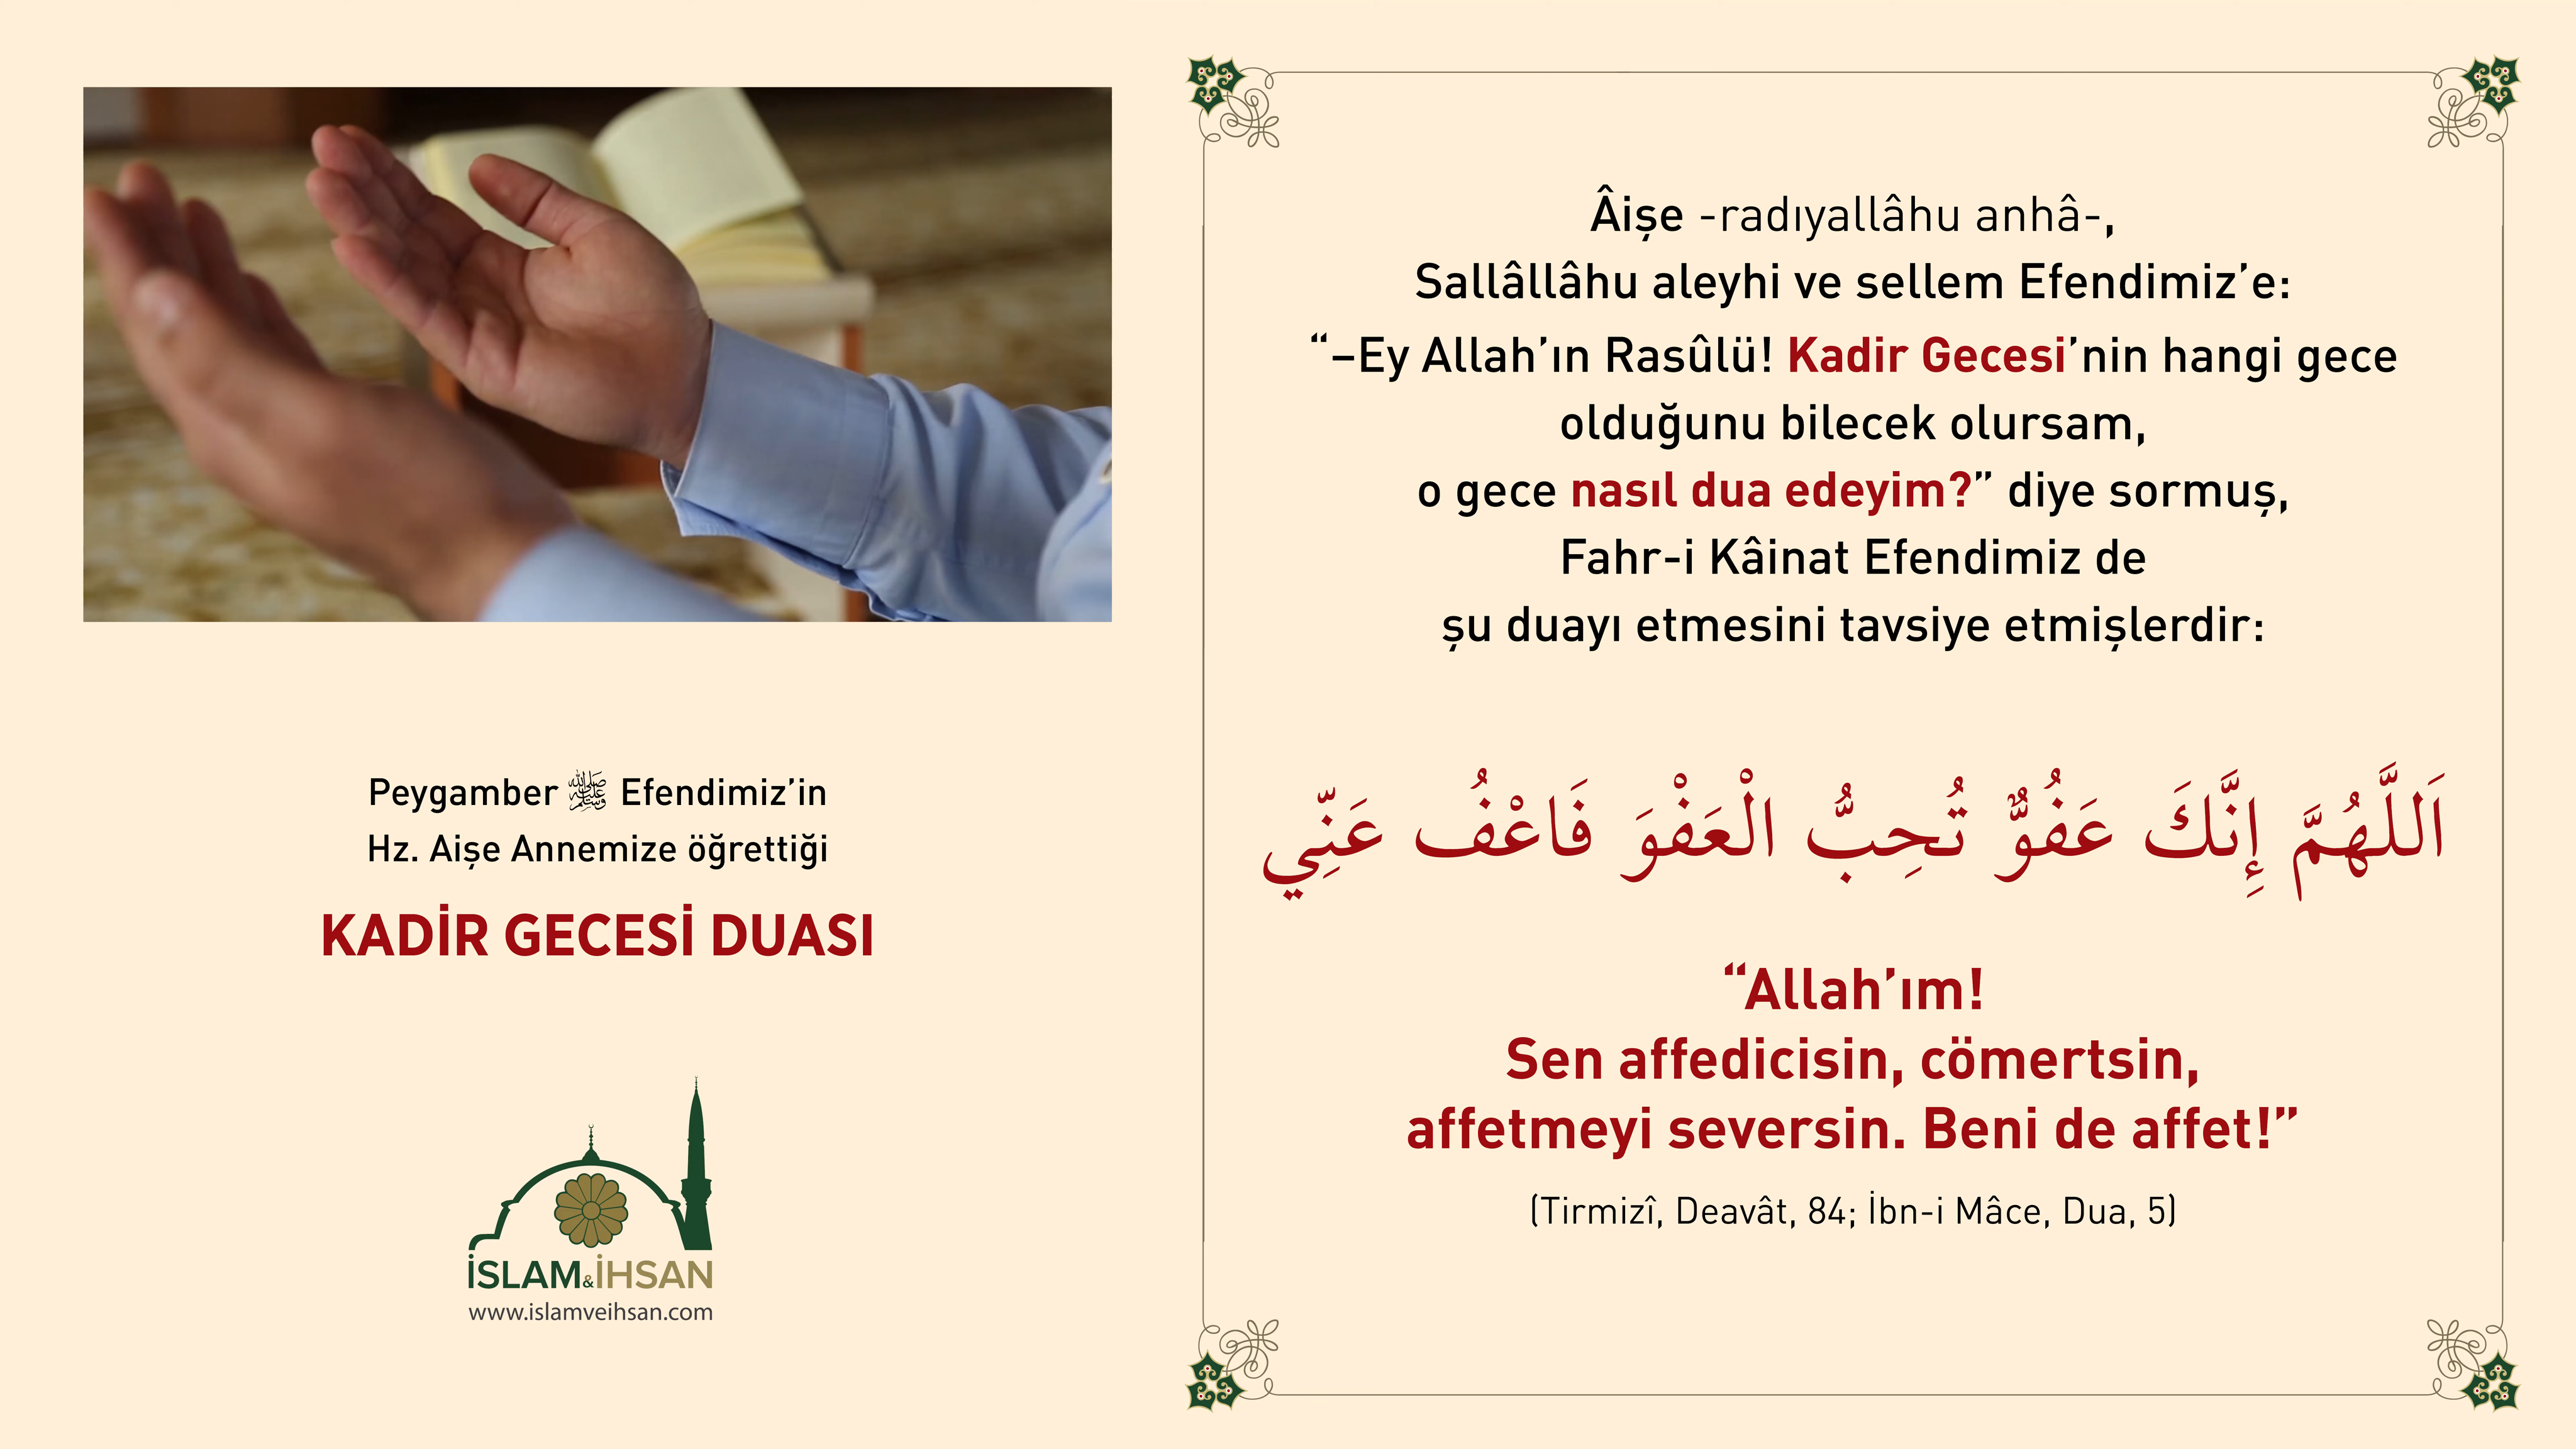 Peygamber ﷺ Efendimiz’in
Hz. Aişe Annemize öğrettiği
KADİR GECESİ DUASI
İSLAM&İHSAN
www.islamveihsan.com
Âişe -radıyallâhu anhâ-,
Sallâllâhu aleyhi ve sellem Efendimiz’e:
“–Ey Allah’ın Rasûlü! Kadir Gecesi’nin hangi gece
olduğunu bilecek olursam,
o gece nasıl dua edeyim?” diye sormuş,
Fahr-i Kâinat Efendimiz de
şu duayı etmesini tavsiye etmişlerdir:
اَللَّهُمَّ إِنَّكَ عَفُوٌّ تُحِبُّ الْعَفْوَ فَاعْفُ عَنِّي
“Allah’ım!
Sen affedicisin, cömertsin,
affetmeyi seversin. Beni de affet!”
(Tirmizî, Deavât, 84; İbn-i Mâce, Dua, 5)